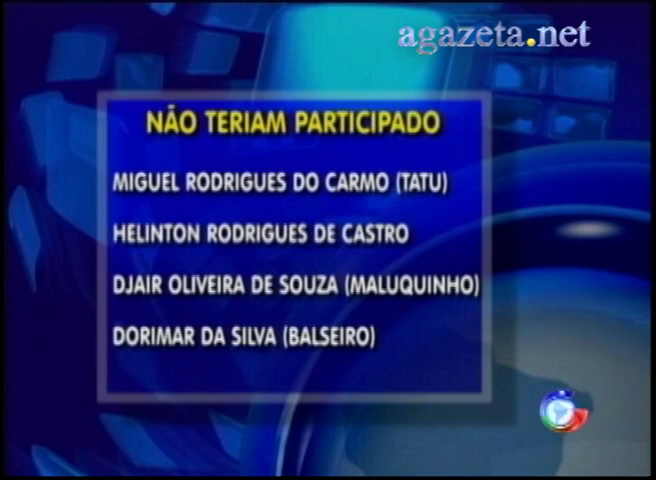 agazeta.net
NÃO TERIAM PARTICIPADO
MIGUEL RODRIGUES DO CARMO (TATU)
HELINTON RODRIGUES DE CASTRO
DJAIR OLIVEIRA DE SOUZA (MALUQUINHO)
DORIMAR DA SILVA (BALSEIRO)